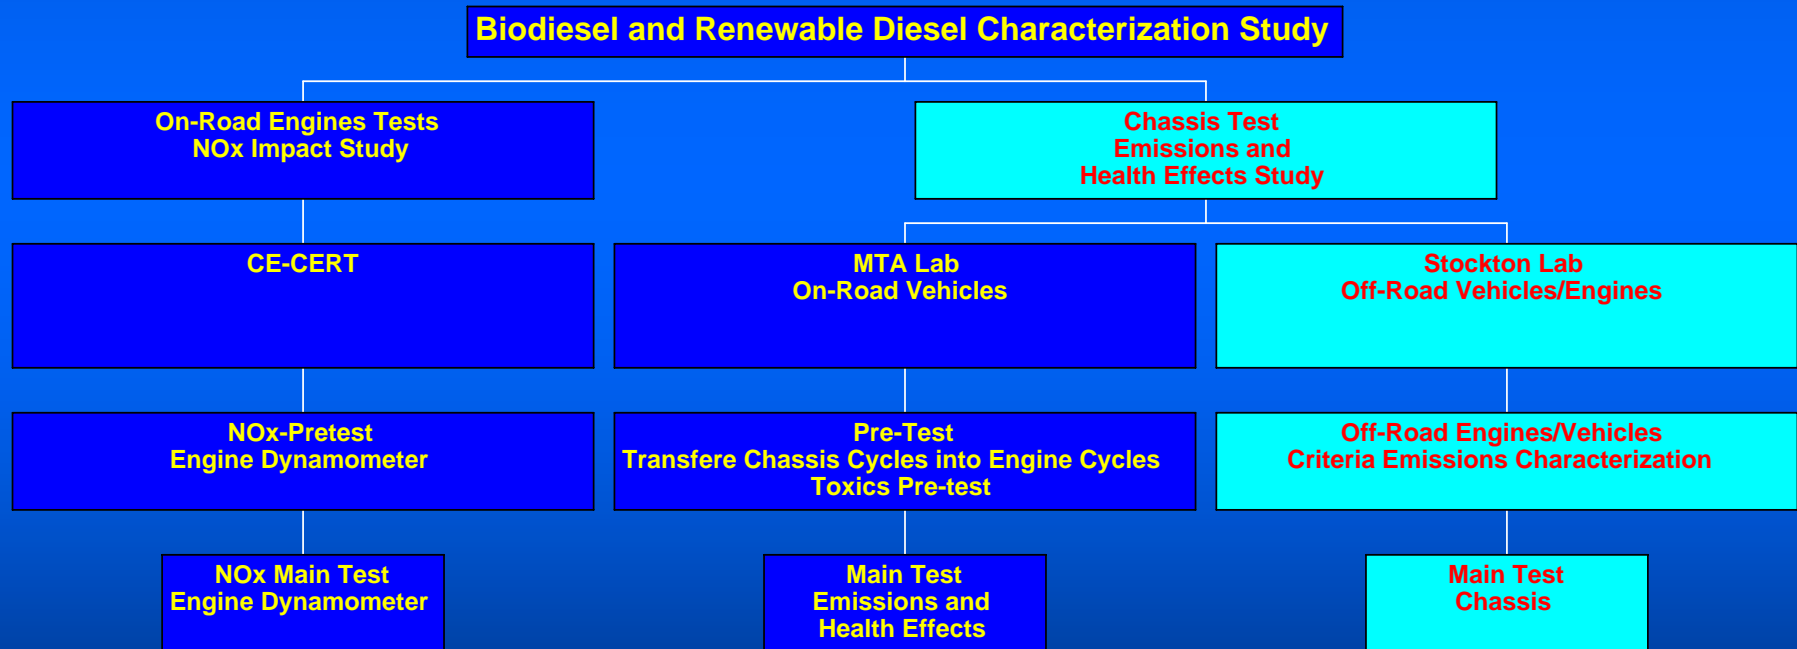 Biodiesel and Renewable Diesel Characterization Study
On-Road Engines Tests
NOx Impact Study
Chassis Test
Emissions and
Health Effects Study
CE-CERT
MTA Lab
On-Road Vehicles
Stockton Lab
Off-Road Vehicles/Engines
NOx-Pretest
Engine Dynamometer
Pre-Test
Transfere Chassis Cycles into Engine Cycles
Toxics Pre-test
Off-Road Engines/Vehicles
Criteria Emissions Characterization
NOx Main Test
Engine Dynamometer
Main Test
Emissions and
Health Effects
Main Test
Chassis